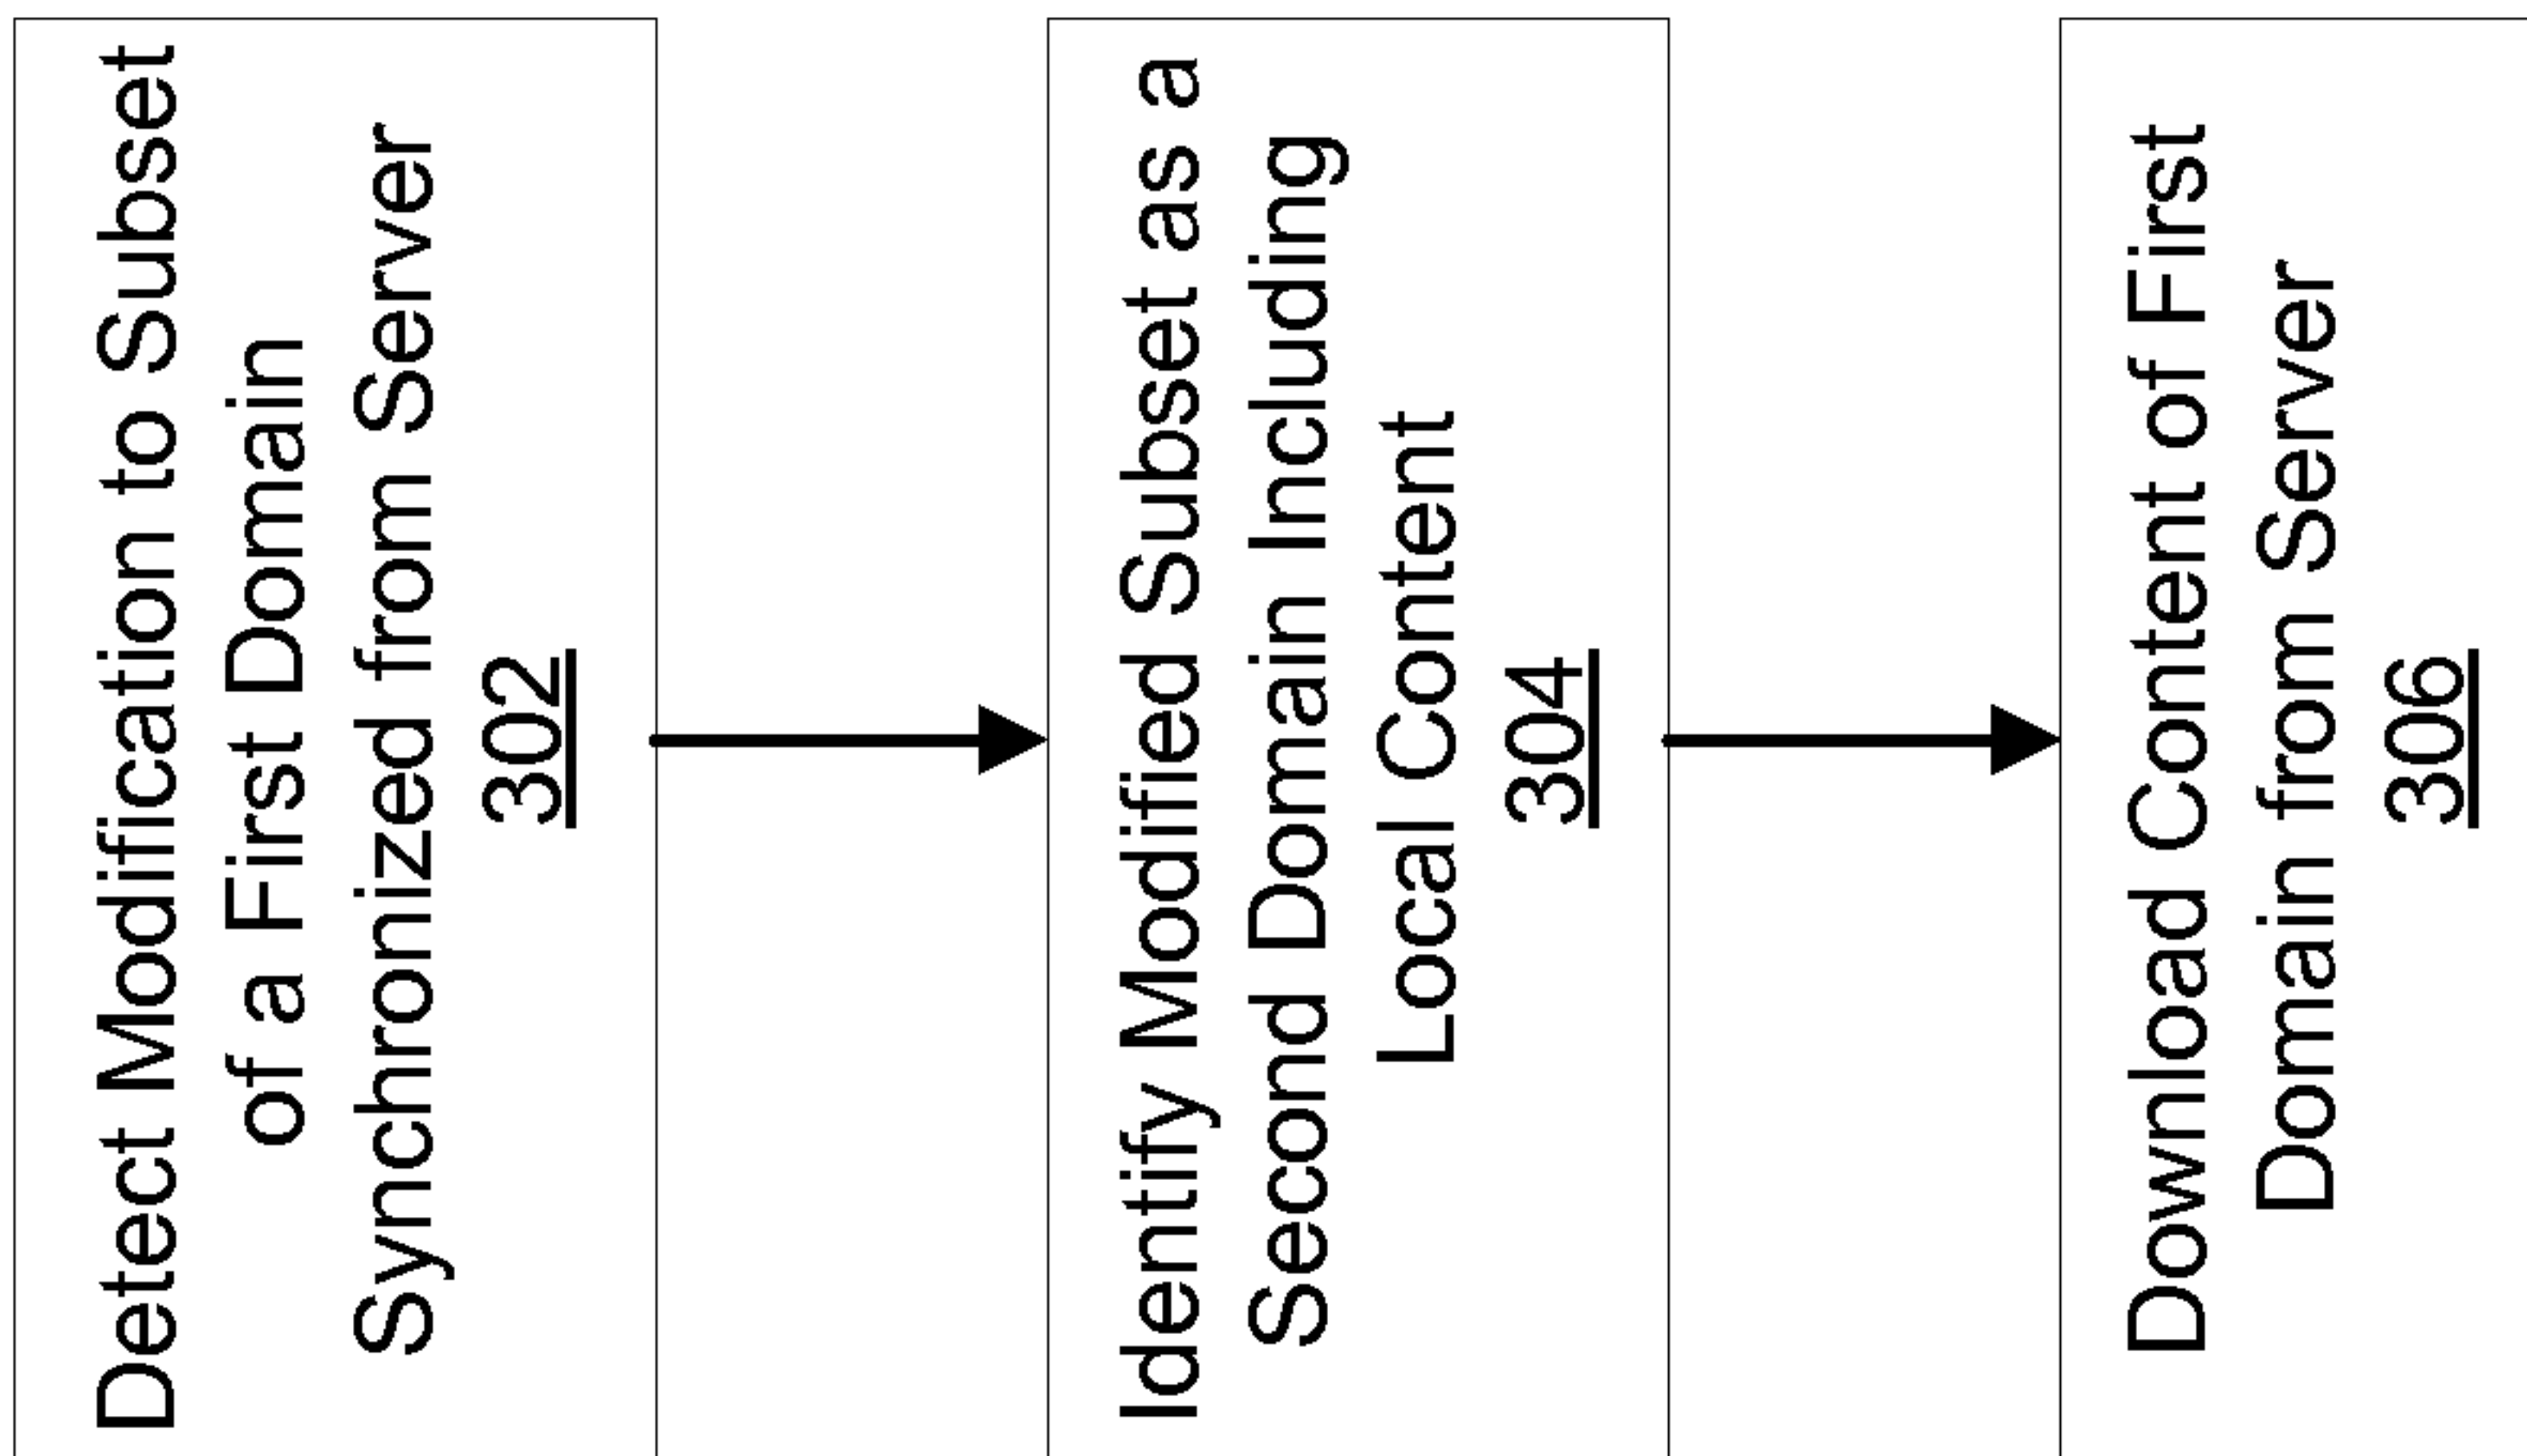 Detect Modification to Subset
of a First Domain
Synchronized from Server
302
Identify Modified Subset as a
Second Domain Including
Local Content
304
Download Content of First
Domain from Server
306